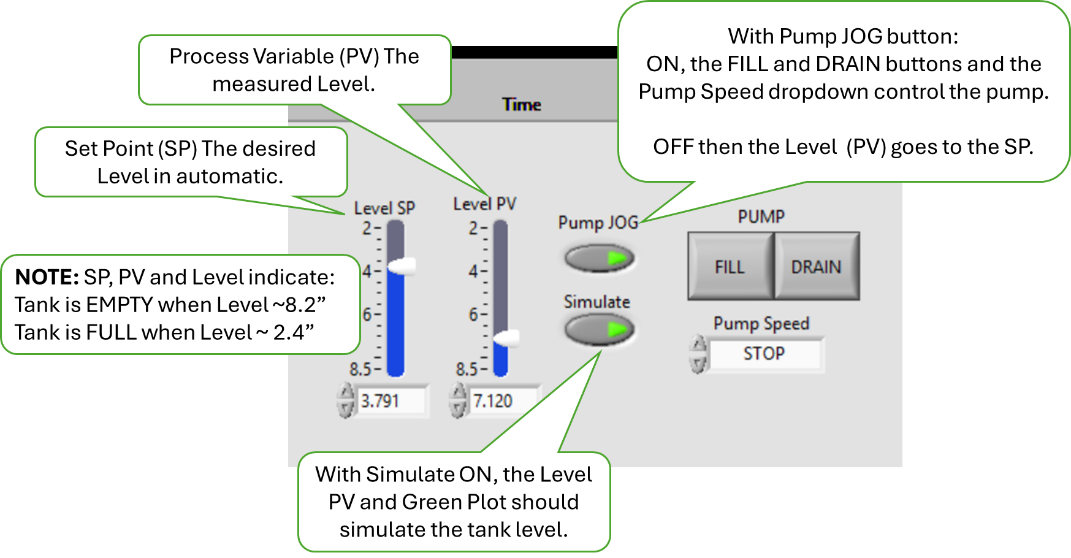 With Pump JOG button:
ON, the FILL and DRAIN buttons and the
Pump Speed dropdown control the pump.
OFF then the Level (PV) goes to the SP.
Process Variable (PV) The
measured Level.
Time
Set Point (SP) The desired
Level in automatic.
Level SP
2
4
6
8.5
3.791
Level PV
2
4
6
8.5
7.120
Pump JOG
Simulate
PUMP
FILL
DRAIN
Pump Speed
STOP
NOTE: SP, PV and Level indicate:
Tank is EMPTY when Level ~8.2”
Tank is FULL when Level ~ 2.4”
With Simulate ON, the Level
PV and Green Plot should
simulate the tank level.